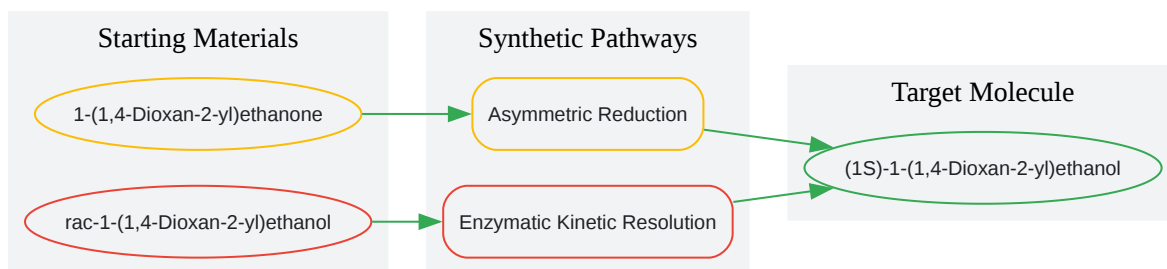 Starting Materials
1-(1,4-Dioxan-2-yl)ethanone
rac-1-(1,4-Dioxan-2-yl)ethanol
Synthetic Pathways
Asymmetric Reduction
Enzymatic Kinetic Resolution
Target Molecule
(1S)-1-(1,4-Dioxan-2-yl)ethanol